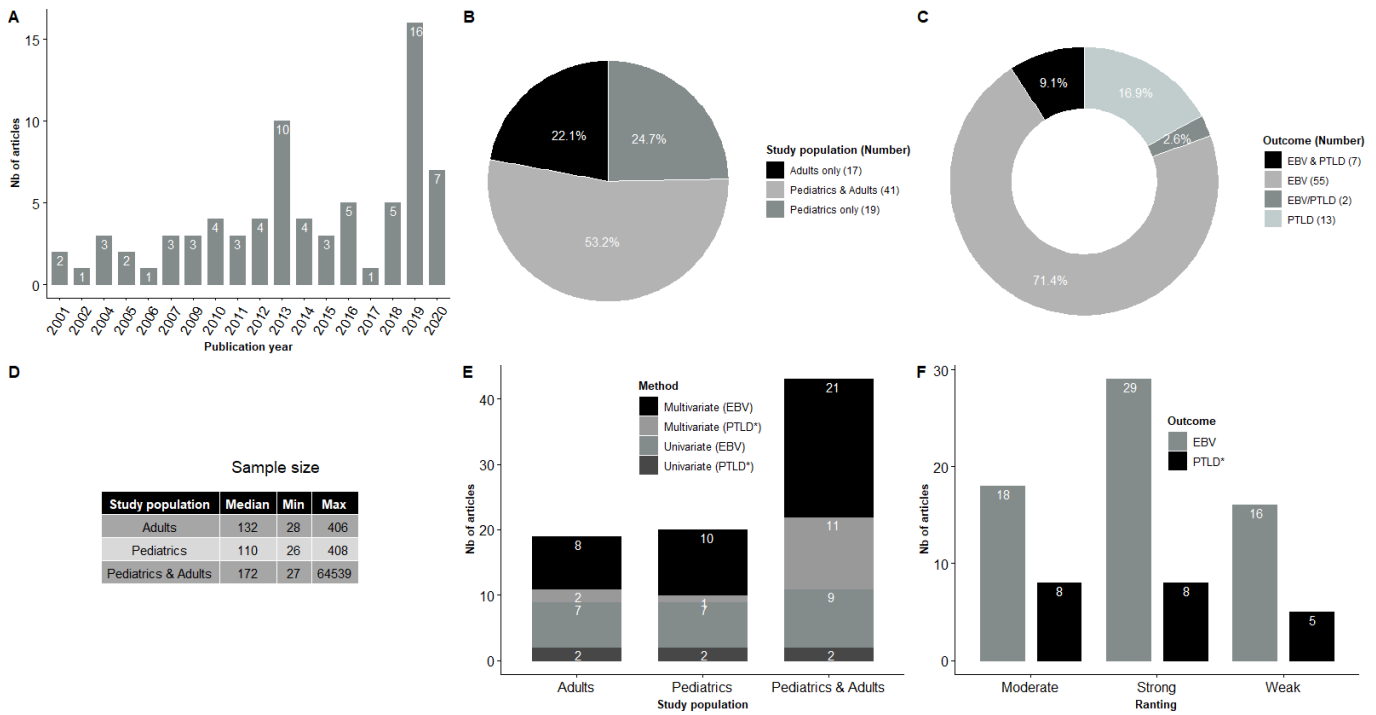 A
Nb of articles
15
10
5
0
2
1
3
2
1
3
3
4
3
4
10
4
3
5
1
5
16
7
2001
2002
2004
2005
2006
2007
2009
2010
2011
2012
2013
2014
2015
2016
2017
2018
2019
2020
Publication year
B
22.1%
24.7%
53.2%
Study population (Number)
Adults only (17)
Pediatrics & Adults (41)
Pediatrics only (19)
C
9.1%
16.9%
2.6%
71.4%
Outcome (Number)
EBV & PTLD (7)
EBV (55)
EBV/PTLD (2)
PTLD (13)
D
Sample size
Study population Median Min Max
Adults 132 28 406
Pediatrics 110 26 408
Pediatrics & Adults 172 27 64539
E
Nb of articles
40
30
20
10
0
Method
Multivariate (EBV)
Multivariate (PTLD*)
Univariate (EBV)
Univariate (PTLD*)
8
2
7
2
10
1
7
2
21
11
9
2
Adults
Pediatrics
Pediatrics & Adults
Study population
F
Nb of articles
30
20
10
0
Outcome
EBV
PTLD*
18
8
29
8
16
5
Moderate
Strong
Weak
Ranting